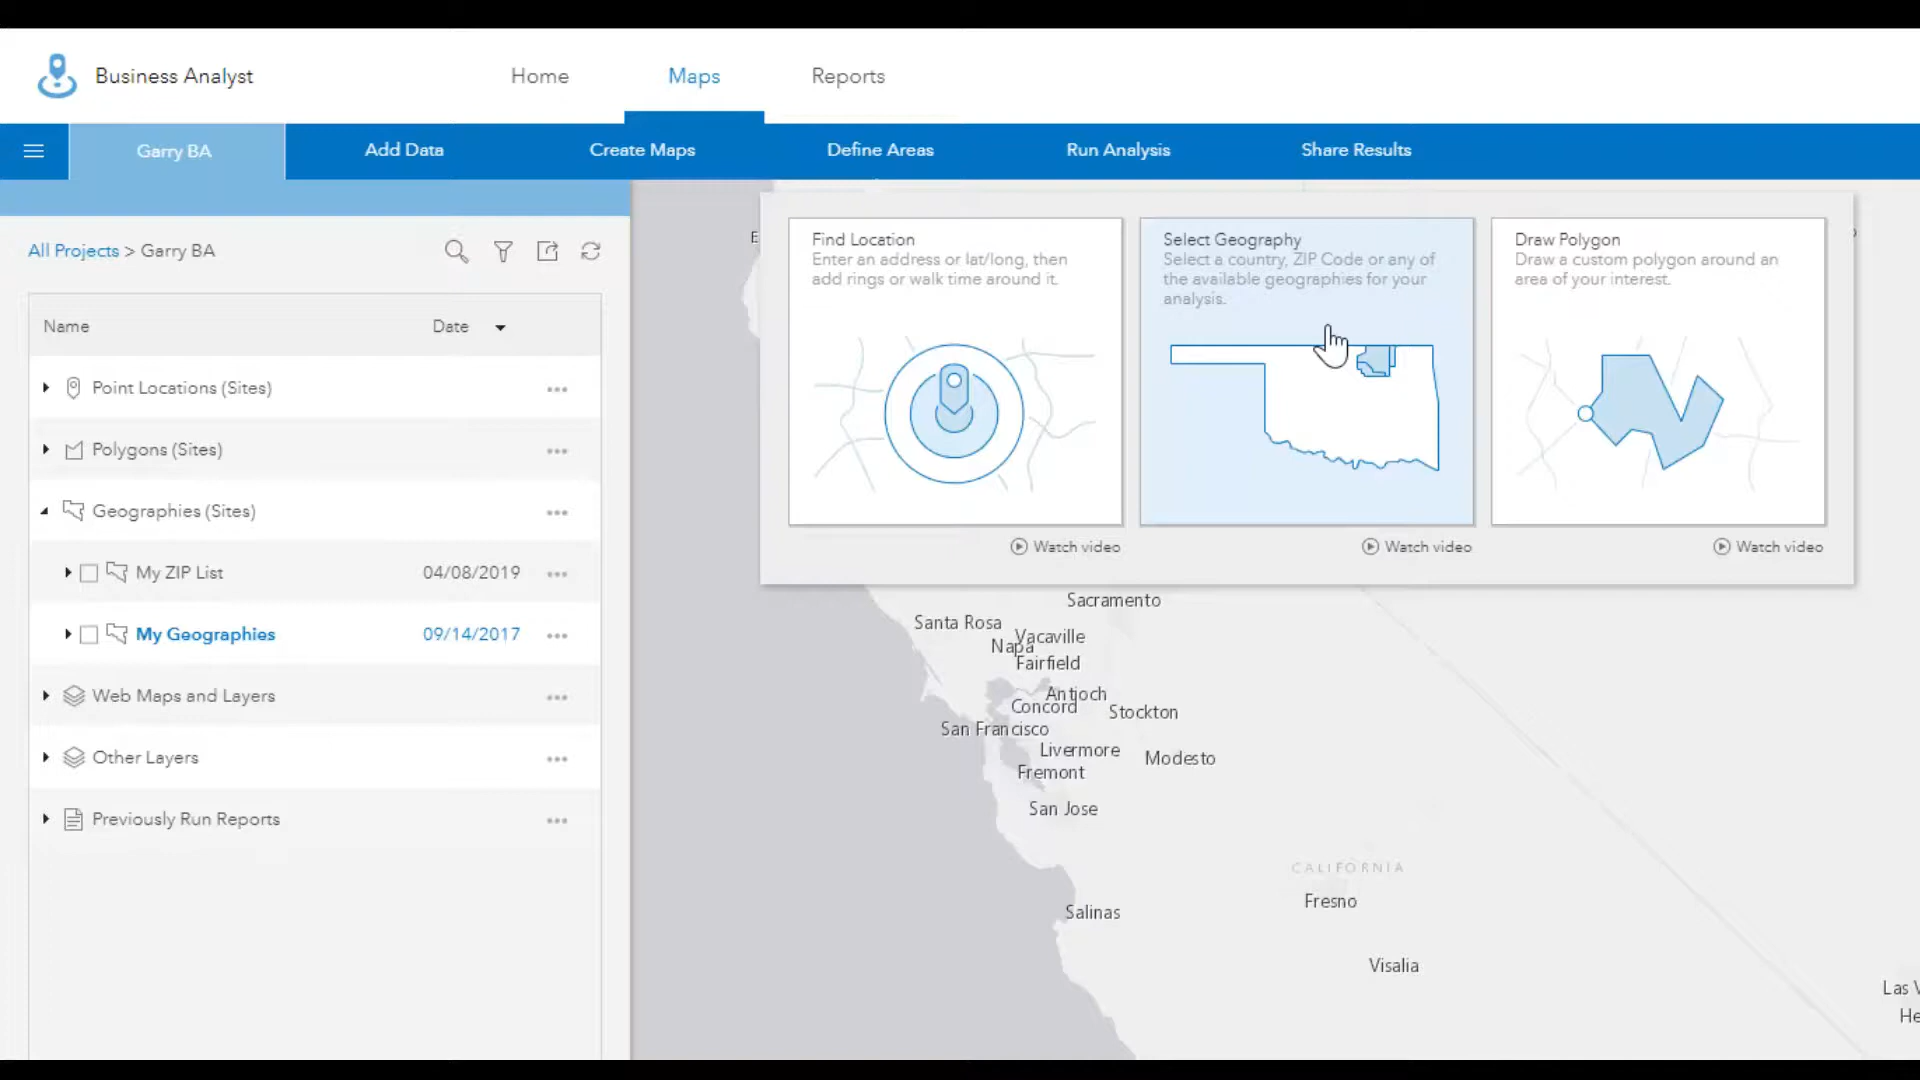 Business Analyst
Home
Maps
Reports
Garry BA
Add Data
Create Maps
Define Areas
Run Analysis
Share Results
All Projects > Garry BA
Name
Date
Point Locations (Sites)
Polygons (Sites)
Geographies (Sites)
My ZIP List
04/08/2019
My Geographies
09/14/2017
Web Maps and Layers
Other Layers
Previously Run Reports
Find Location
Enter an address or lat/long, then
add rings or walk time around it.
Watch video
Select Geography
Select a country, ZIP Code or any of
the available geographies for your
analysis.
Watch video
Draw Polygon
Draw a custom polygon around an
area of your interest.
Watch video
E
Sacramento
Santa Rosa
Vacaville
Napa
Fairfield
Antioch
Concord
Stockton
San Francisco
Livermore
Modesto
Fremont
San Jose
CALIFORNIA
Fresno
Salinas
Visalia
Las
He